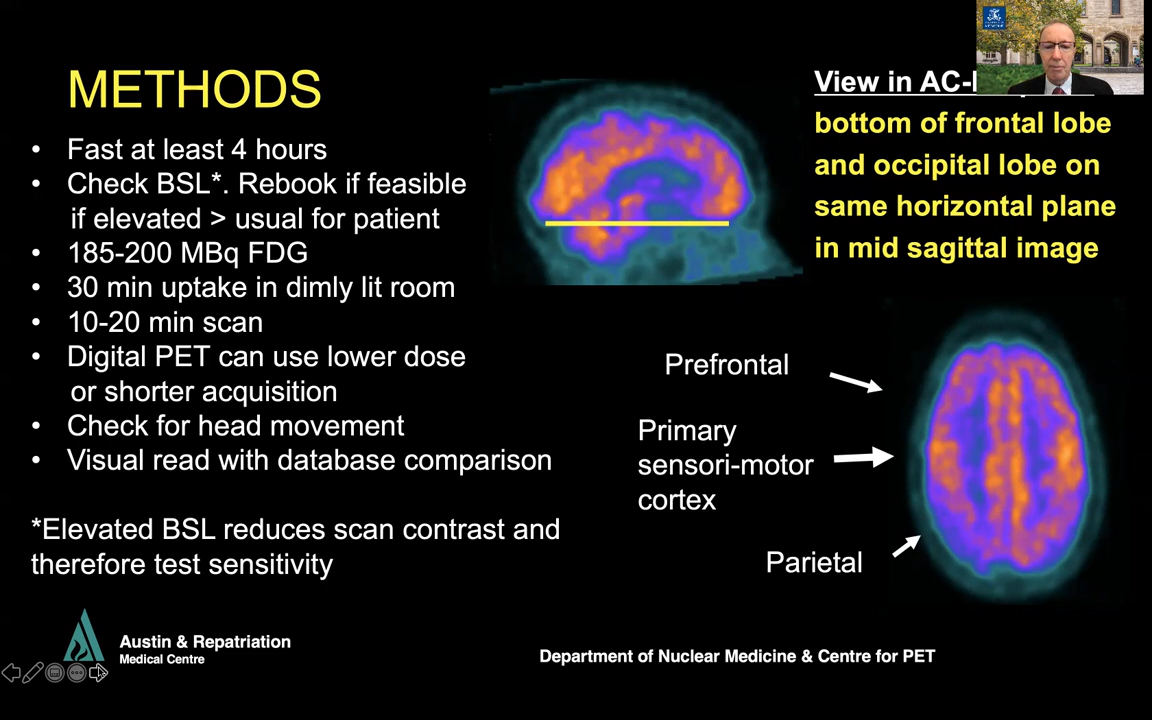 METHODS
• Fast at least 4 hours
• Check BSL*. Rebook if feasible
if elevated > usual for patient
• 185-200 MBq FDG
• 30 min uptake in dimly lit room
• 10-20 min scan
• Digital PET can use lower dose
or shorter acquisition
• Check for head movement
• Visual read with database comparison
*Elevated BSL reduces scan contrast and
therefore test sensitivity
View in AC-
bottom of frontal lobe
and occipital lobe on
same horizontal plane
in mid sagittal image
Prefrontal
Primary
sensori-motor
cortex
Parietal
Austin & Repatriation
Medical Centre
Department of Nuclear Medicine & Centre for PET